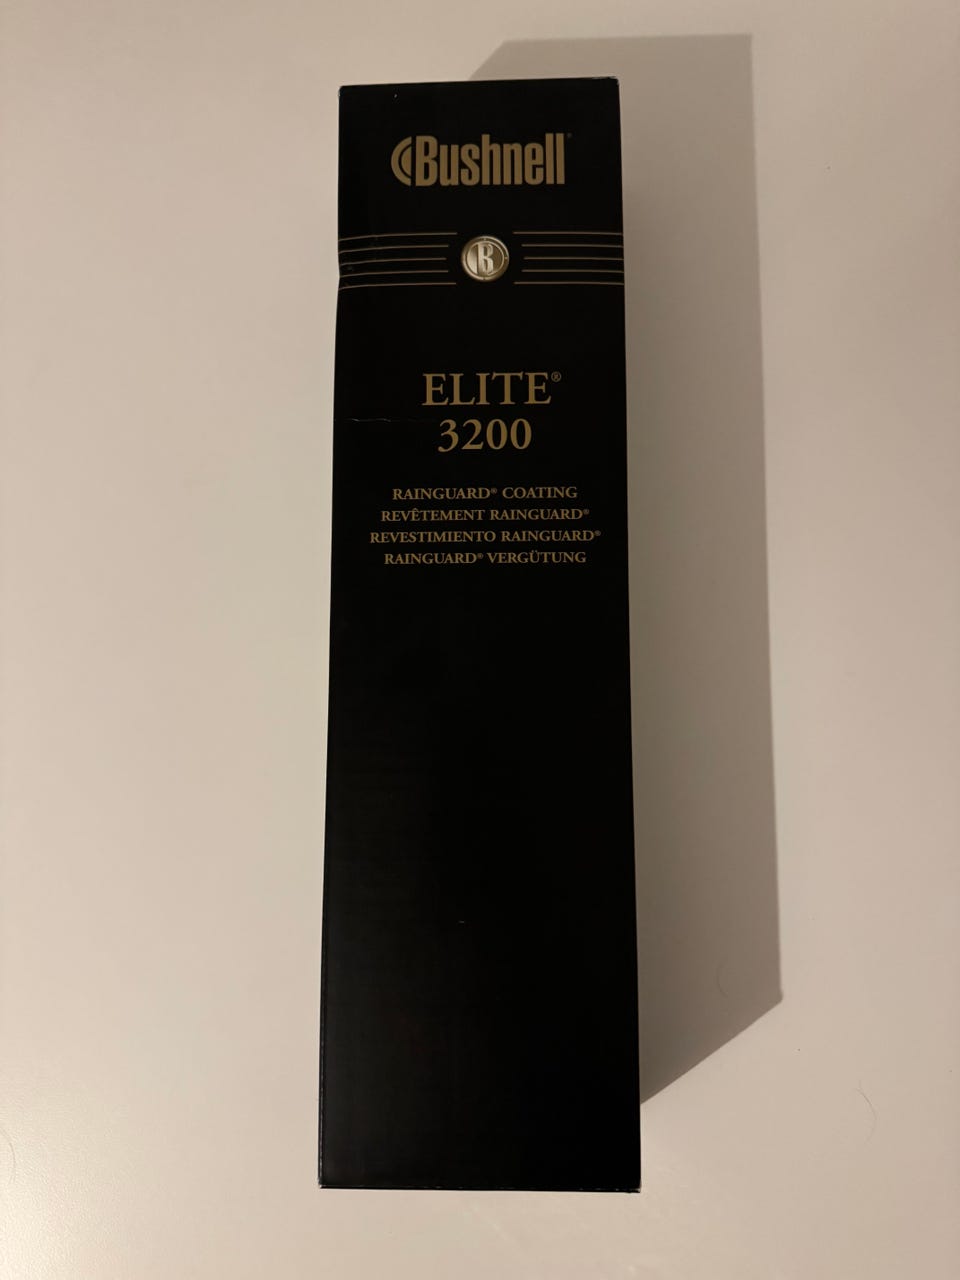 Bushnell®
B
ELITE®
3200
RAINGUARD® COATING
REVÊTEMENT RAINGUARD®
REVESTIMIENTO RAINGUARD®
RAINGUARD® VERGÜTUNG